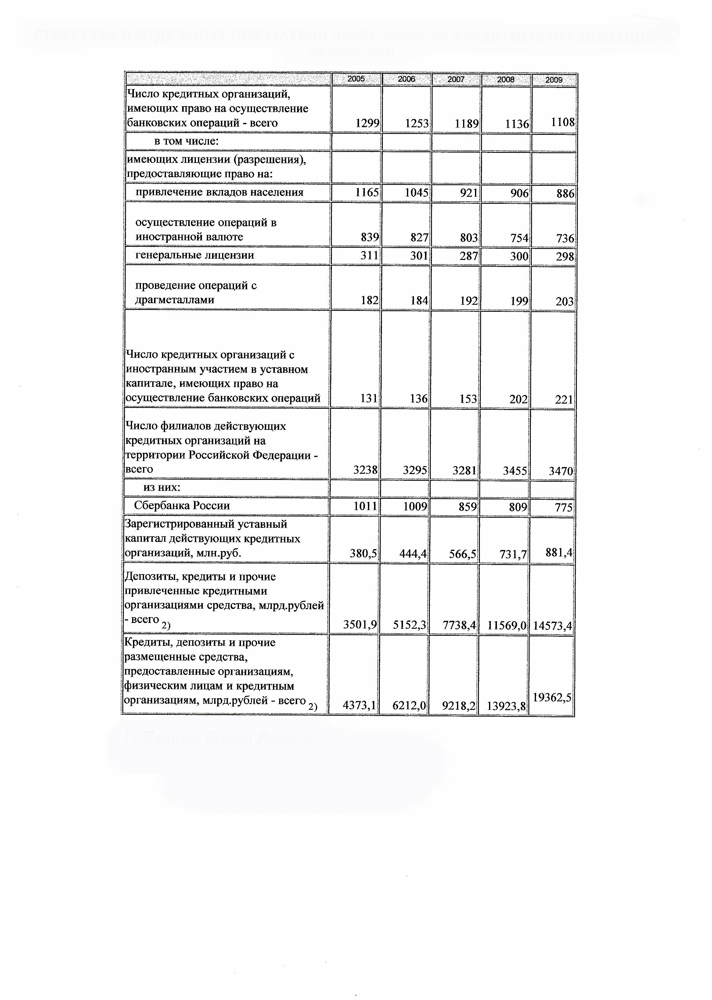 СТРУКТУРА И ОТДЕЛЬНЫЕ ПОКАЗАТЕЛИ ДЕЯТЕЛЬНОСТИ КРЕДИТНЫХ ОРГАНИЗАЦИЙ 1)
(на начало года)
2005 2006 2007 2008 2009
Число кредитных организаций,
имеющих право на осуществление
банковских операций - всего 1299 1253 1189 1136 1108
в том числе:
имеющих лицензии (разрешения),
предоставляющие право на:
привлечение вкладов населения 1165 1045 921 906 886
осуществление операций в
иностранной валюте 839 827 803 754 736
генеральные лицензии 311 301 287 300 298
проведение операций с
драгметаллами 182 184 192 199 203
Число кредитных организаций с
иностранным участием в уставном
капитале, имеющих право на
осуществление банковских операций 131 136 153 202 221
Число филиалов действующих
кредитных организаций на
территории Российской Федерации -
всего 3238 3295 3281 3455 3470
из них:
Сбербанка России 1011 1009 859 809 775
Зарегистрированный уставный
капитал действующих кредитных
организаций, млн.руб. 380,5 444,4 566,5 731,7 881,4
Депозиты, кредиты и прочие
привлеченные кредитными
организациями средства, млрд.рублей
- всего 2) 3501,9 5152,3 7738,4 11569,0 14573,4
Кредиты, депозиты и прочие
размещенные средства,
предоставленные организациям,
физическим лицам и кредитным
организациям, млрд.рублей - всего 2) 4373,1 6212,0 9218,2 13923,8 19362,5
1) Данные Банка России